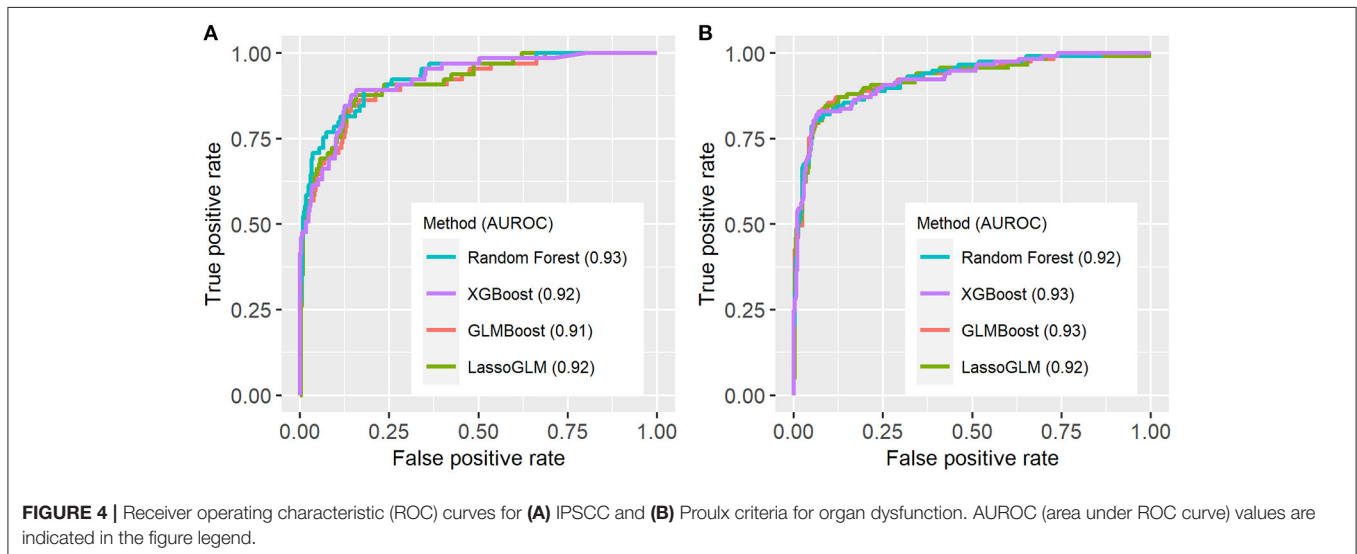 A
1.00
0.75
0.50
0.25
0.00
True positive rate
Method (AUROC)
Random Forest (0.93)
XGBoost (0.92)
GLMBoost (0.91)
LassoGLM (0.92)
0.00 0.25 0.50 0.75 1.00
False positive rate
B
1.00
0.75
0.50
0.25
0.00
True positive rate
Method (AUROC)
Random Forest (0.92)
XGBoost (0.93)
GLMBoost (0.93)
LassoGLM (0.92)
0.00 0.25 0.50 0.75 1.00
False positive rate
FIGURE 4 | Receiver operating characteristic (ROC) curves for (A) IPSCC and (B) Proulx criteria for organ dysfunction. AUROC (area under ROC curve) values are
indicated in the figure legend.